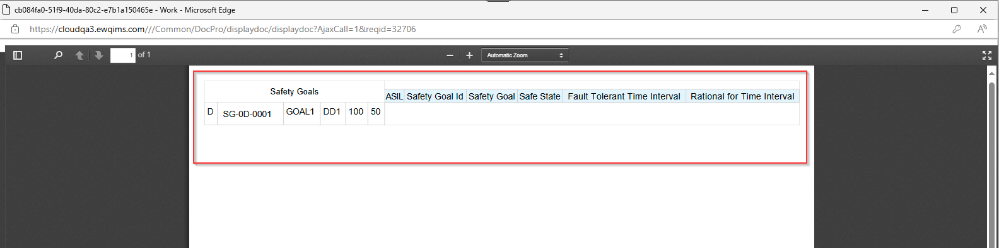 cb084fa0-51f9-40da-80c2-e7b1a150465e - Work - Microsoft Edge
https://cloudqa3.ewqims.com///Common/DocPro/displaydoc/displaydoc?AjaxCall=1&reqid=32706
1 of 1 Automatic Zoom
Safety Goals
ASIL Safety Goal Id Safety Goal Safe State Fault Tolerant Time Interval Rational for Time Interval
D SG-0D-0001 GOAL1 DD1 100 50